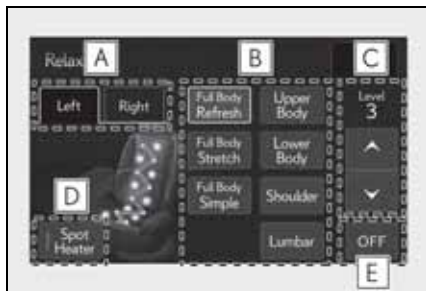 Relax
A
B
C
Left
Right
Full Body
Refresh
Upper
Body
Level
3
Full Body
Stretch
Lower
Body
Full Body
Simple
Shoulder
D
Spot
Heater
Lumbar
OFF
E